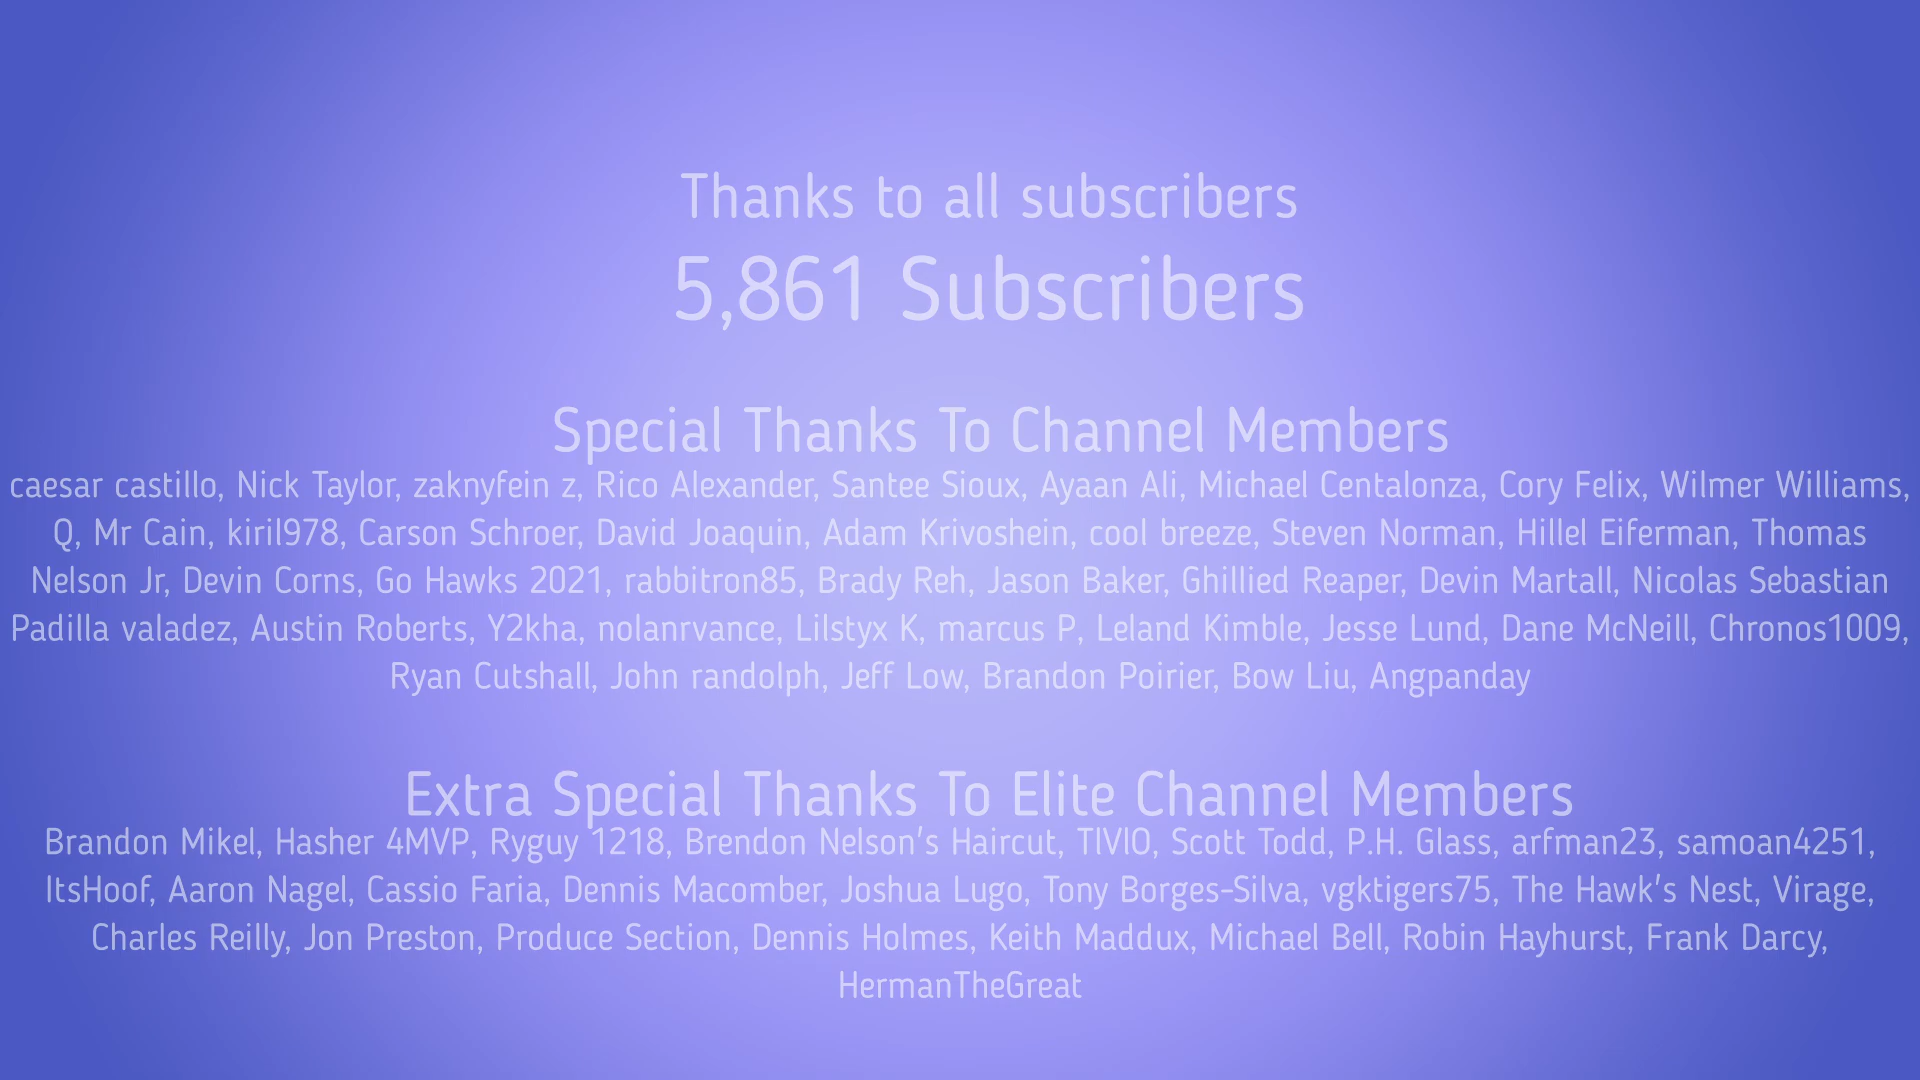 Thanks to all subscribers
5,861 Subscribers
Special Thanks To Channel Members
caesar castillo, Nick Taylor, zaknyfein z, Rico Alexander, Santee Sioux, Ayaan Ali, Michael Centalonza, Cory Felix, Wilmer Williams,
Q, Mr Cain, kiril978, Carson Schroer, David Joaquin, Adam Krivoshein, cool breeze, Steven Norman, Hillel Eiferman, Thomas
Nelson Jr, Devin Corns, Go Hawks 2021, rabbitron85, Brady Reh, Jason Baker, Ghillied Reaper, Devin Martall, Nicolas Sebastian
Padilla valadez, Austin Roberts, Y2kha, nolanrvance, Lilstyx K, marcus P, Leland Kimble, Jesse Lund, Dane McNeill, Chronos1009,
Ryan Cutshall, John randolph, Jeff Low, Brandon Poirier, Bow Liu, Angpanday
Extra Special Thanks To Elite Channel Members
Brandon Mikel, Hasher 4MVP, Ryguy 1218, Brendon Nelson's Haircut, TIVlO, Scott Todd, P.H. Glass, arfman23, samoan4251,
ItsHoof, Aaron Nagel, Cassio Faria, Dennis Macomber, Joshua Lugo, Tony Borges-Silva, vgktigers75, The Hawk's Nest, Virage,
Charles Reilly, Jon Preston, Produce Section, Dennis Holmes, Keith Maddux, Michael Bell, Robin Hayhurst, Frank Darcy,
HermanTheGreat